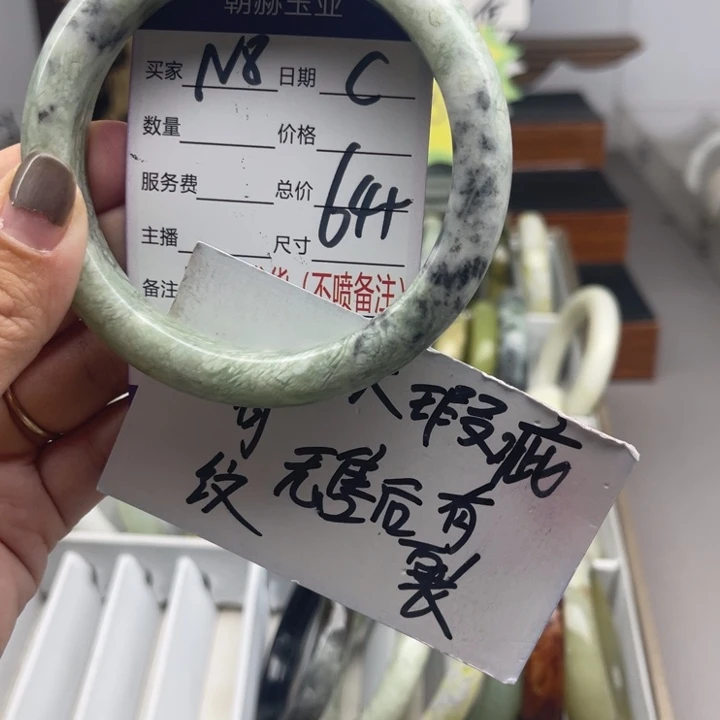 朝赫玉业
买家 N8 日期 C
数量 价格
服务费 总价 64
主播 尺寸
备注 货（不喷备注）
瑕疵
纹 无售后有
裂